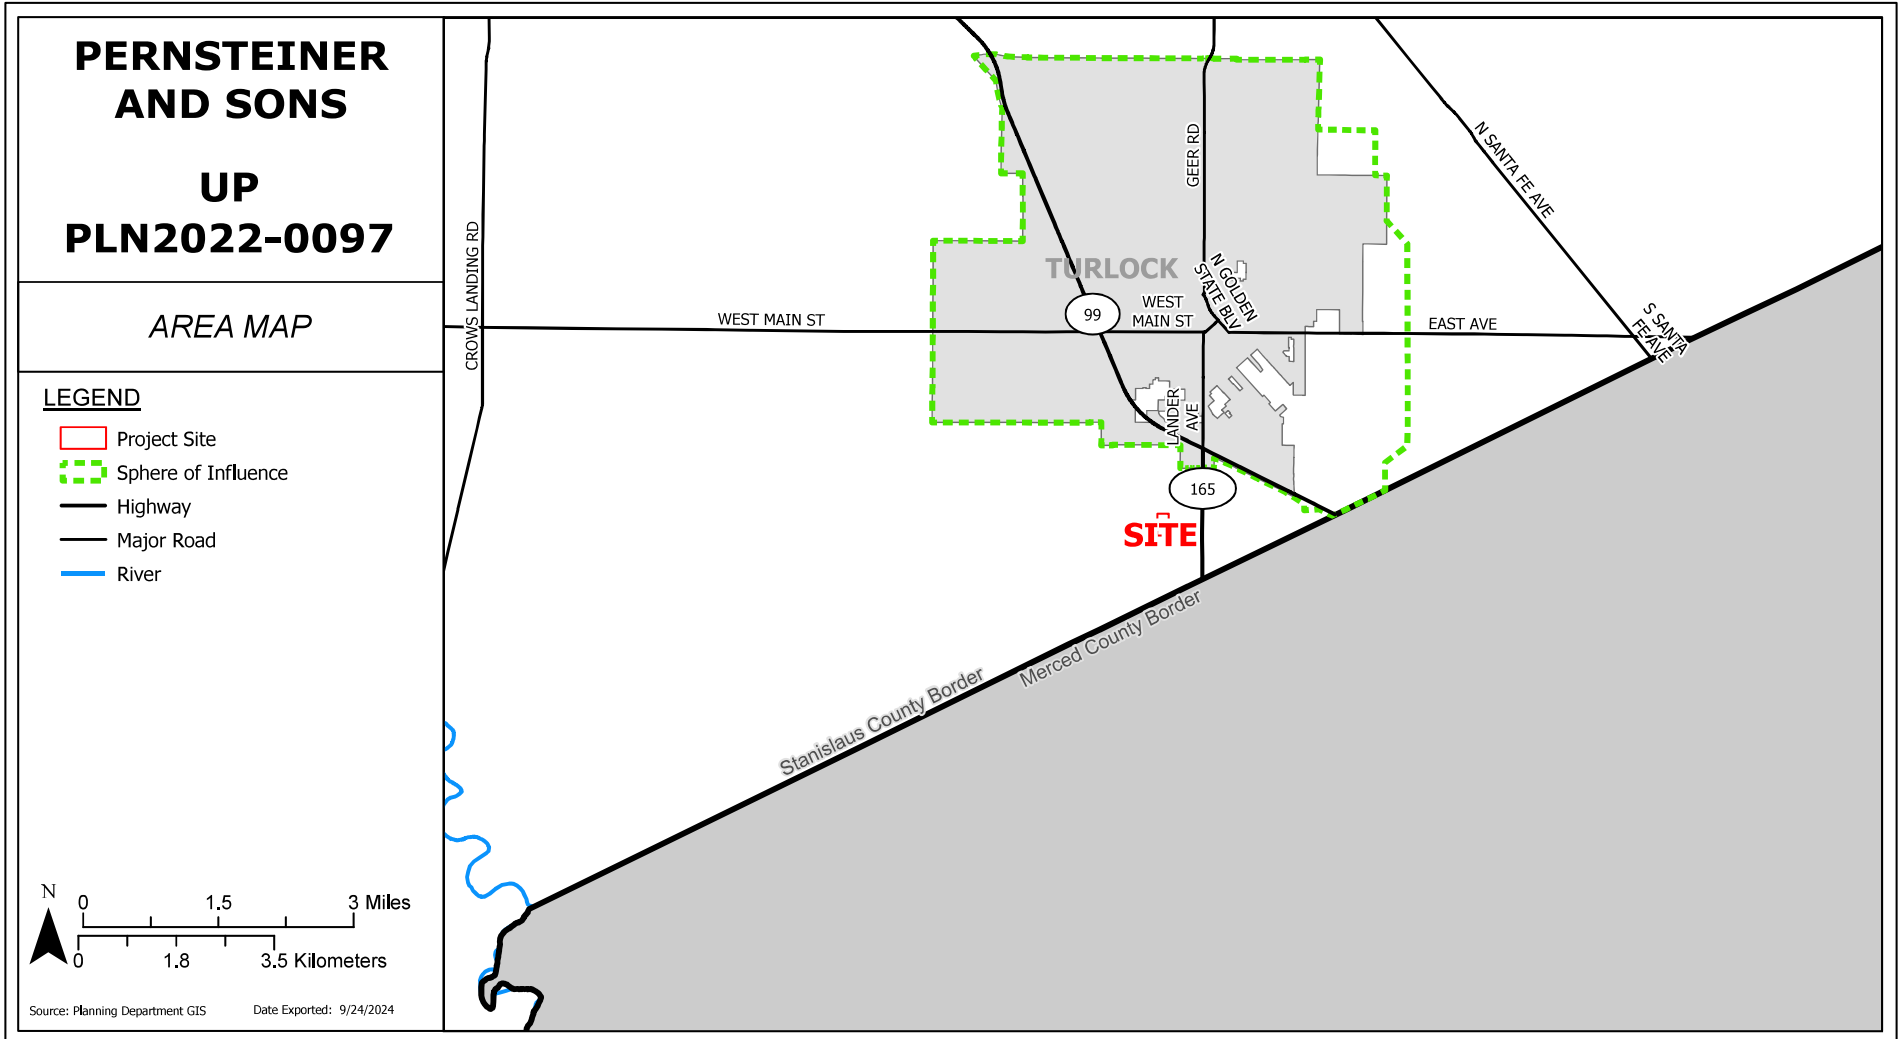 PERNSTEINER
AND SONS
UP
PLN2022-0097
AREA MAP
LEGEND
Project Site
Sphere of Influence
Highway
Major Road
River
N
0 1.5 3 Miles
0 1.8 3.5 Kilometers
Source: Planning Department GIS Date Exported: 9/24/2024
CROWS LANDING RD
WEST MAIN ST
TURLOCK
99
WEST
MAIN ST
GEER RD
N GOLDEN
STATE BLV
N SANTA FE AVE
EAST AVE
S SANTA
FE AVE
LANDER
AVE
165
SITE
Stanislaus County Border
Merced County Border